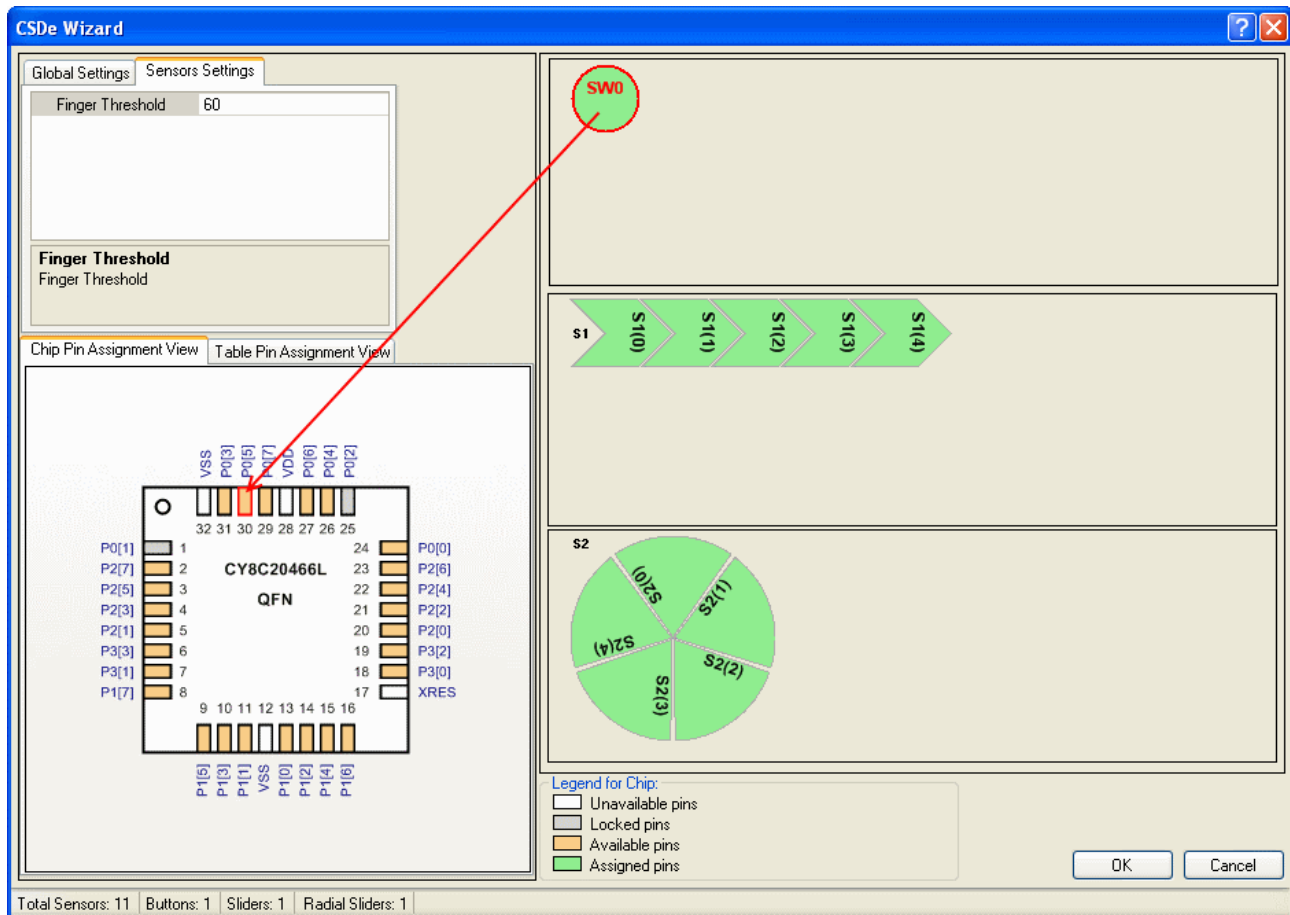 CSDe Wizard
Global Settings
Sensors Settings
Finger Threshold 60
Finger Threshold
Finger Threshold
Chip Pin Assignment View
Table Pin Assignment View
VSS
P0[3]
P0[5]
P0[7]
VDD
P0[6]
P0[4]
P0[2]
32 31 30 29 28 27 26 25
P0[1] 1
P2[7] 2
P2[5] 3
P2[3] 4
P2[1] 5
P3[3] 6
P3[1] 7
P1[7] 8
CY8C20466L
QFN
24 P0[0]
23 P2[6]
22 P2[4]
21 P2[2]
20 P2[0]
19 P3[2]
18 P3[0]
17 XRES
9 10 11 12 13 14 15 16
P1[5]
P1[3]
P1[1]
VSS
P1[0]
P1[2]
P1[4]
P1[6]
SW0
S1
S1(0)
S1(1)
S1(2)
S1(3)
S1(4)
S2
S2(0)
S2(1)
S2(2)
S2(3)
S2(4)
Legend for Chip:
Unavailable pins
Locked pins
Available pins
Assigned pins
OK
Cancel
Total Sensors: 11 Buttons: 1 Sliders: 1 Radial Sliders: 1